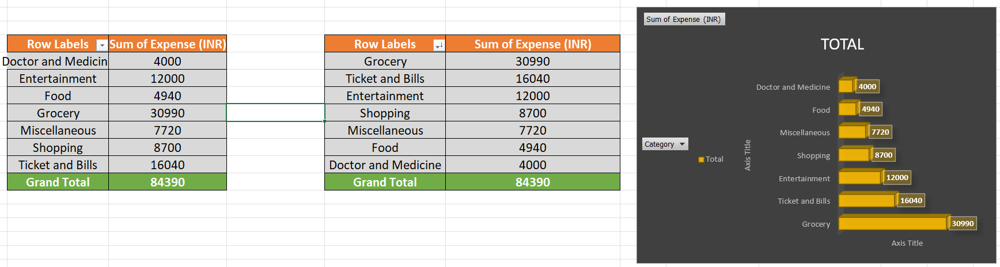 Row Labels Sum of Expense (INR)
Doctor and Medicin 4000
Entertainment 12000
Food 4940
Grocery 30990
Miscellaneous 7720
Shopping 8700
Ticket and Bills 16040
Grand Total 84390
Row Labels Sum of Expense (INR)
Grocery 30990
Ticket and Bills 16040
Entertainment 12000
Shopping 8700
Miscellaneous 7720
Food 4940
Doctor and Medicine 4000
Grand Total 84390
Sum of Expense (INR)
TOTAL
Doctor and Medicine 4000
Food 4940
Miscellaneous 7720
Shopping 8700
Entertainment 12000
Ticket and Bills 16040
Grocery 30990
Category
Total
Axis Title
Axis Title